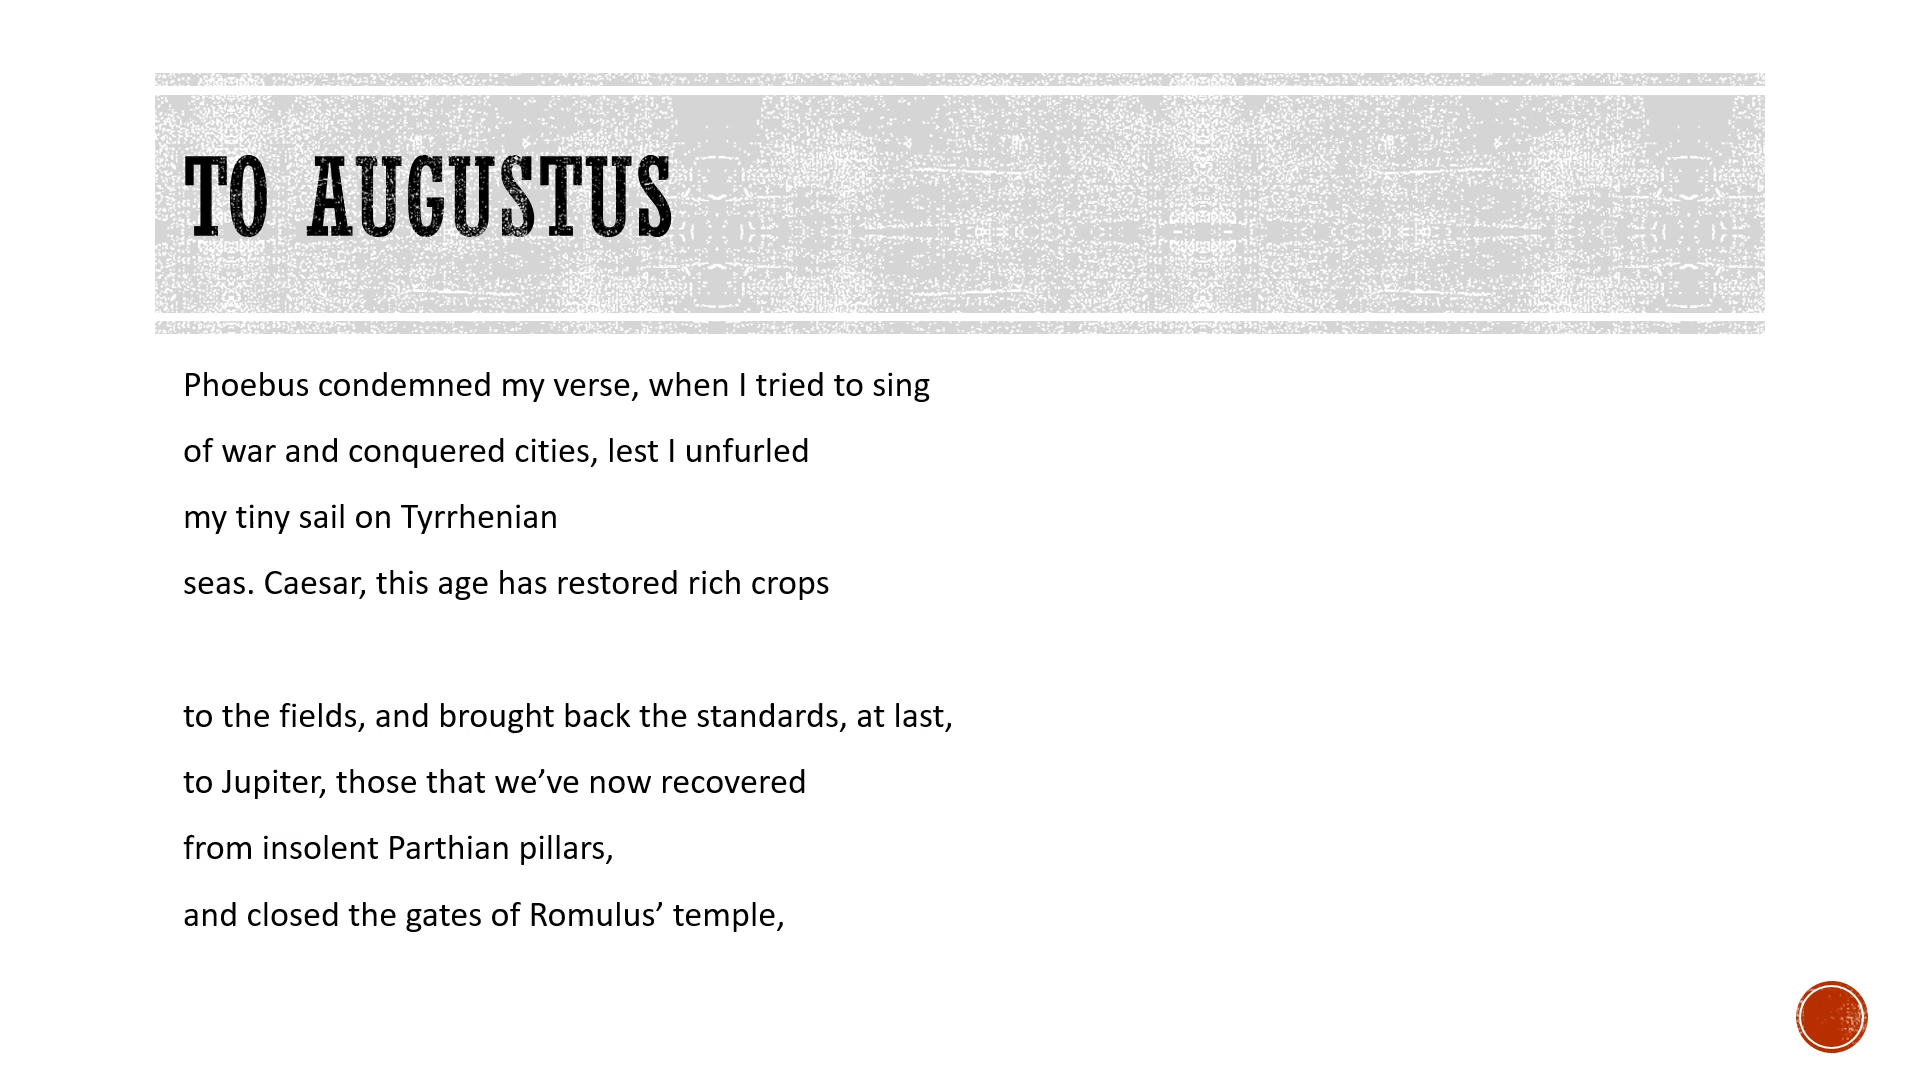 TO AUGUSTUS
Phoebus condemned my verse, when I tried to sing
of war and conquered cities, lest I unfurled
my tiny sail on Tyrrhenian
seas. Caesar, this age has restored rich crops
to the fields, and brought back the standards, at last,
to Jupiter, those that we’ve now recovered
from insolent Parthian pillars,
and closed the gates of Romulus’ temple,